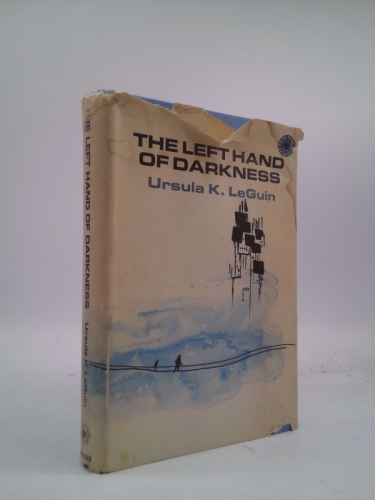 THE LEFT HAND
OF DARKNESS
Ursula K. LeGuin
THE LEFT HAND OF DARKNESS
Ursula K. LeGuin